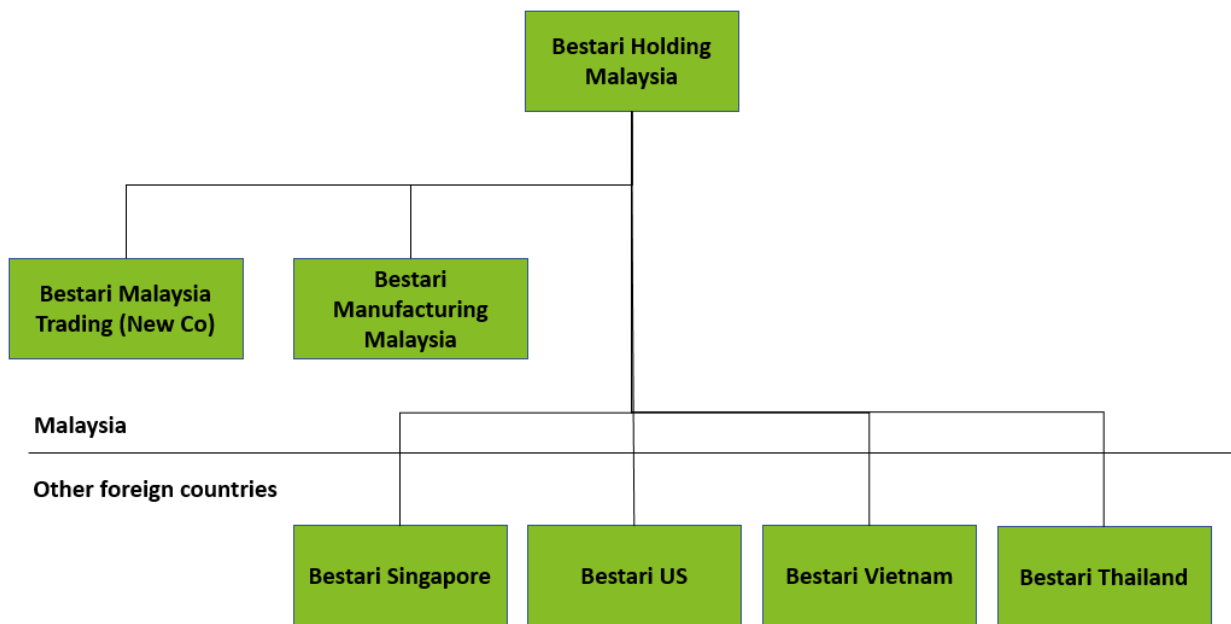 Bestari Holding
Malaysia
Bestari Malaysia
Trading (New Co)
Bestari
Manufacturing
Malaysia
Malaysia
Other foreign countries
Bestari Singapore
Bestari US
Bestari Vietnam
Bestari Thailand